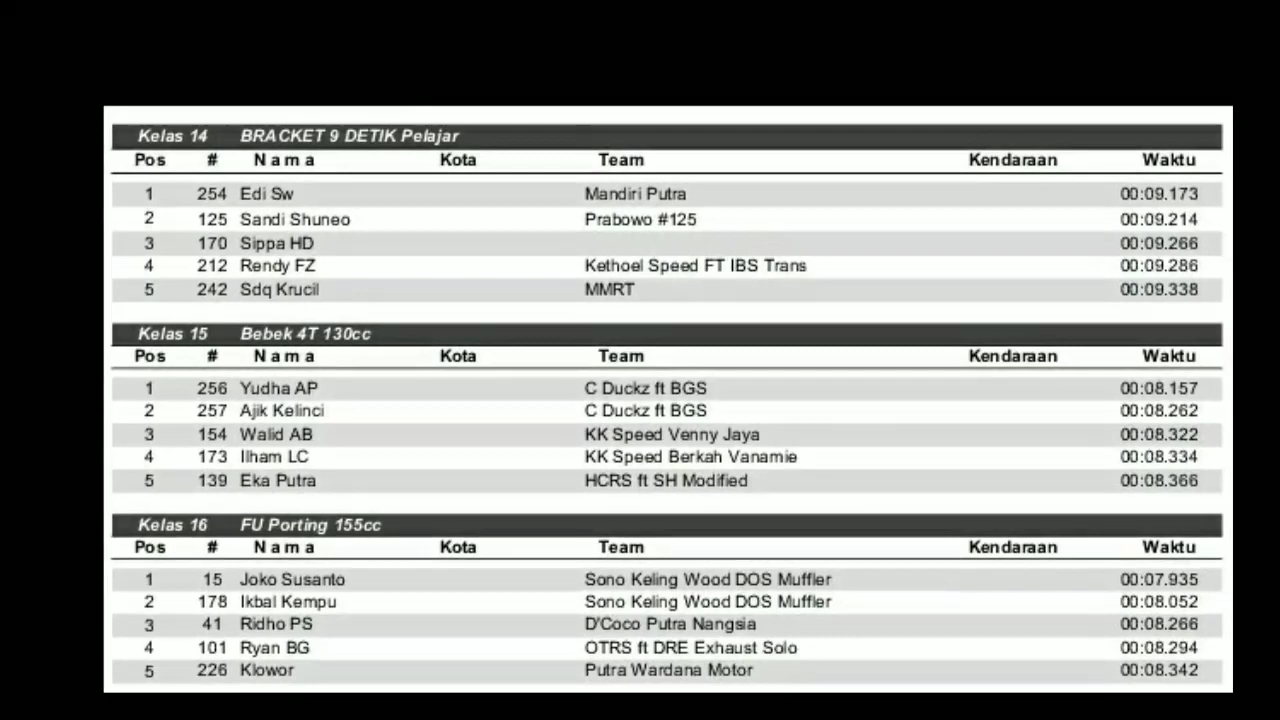 Kelas 14 BRACKET 9 DETIK Pelajar
Pos # Nama Kota Team Kendaraan Waktu
1 254 Edi Sw Mandiri Putra 00:09.173
2 125 Sandi Shuneo Prabowo #125 00:09.214
3 170 Sippa HD 00:09.266
4 212 Rendy FZ Kethoel Speed FT IBS Trans 00:09.286
5 242 Sdq Krucil MMRT 00:09.338
Kelas 15 Bebek 4T 130cc
Pos # Nama Kota Team Kendaraan Waktu
1 256 Yudha AP C Duckz ft BGS 00:08.157
2 257 Ajik Kelinci C Duckz ft BGS 00:08.262
3 154 Walid AB KK Speed Venny Jaya 00:08.322
4 173 Ilham LC KK Speed Berkah Vanamie 00:08.334
5 139 Eka Putra HCRS ft SH Modified 00:08.366
Kelas 16 FU Porting 155cc
Pos # Nama Kota Team Kendaraan Waktu
1 15 Joko Susanto Sono Keling Wood DOS Muffler 00:07.935
2 178 Ikbal Kempu Sono Keling Wood DOS Muffler 00:08.052
3 41 Ridho PS D'Coco Putra Nangsia 00:08.266
4 101 Ryan BG OTRS ft DRE Exhaust Solo 00:08.294
5 226 Klowor Putra Wardana Motor 00:08.342